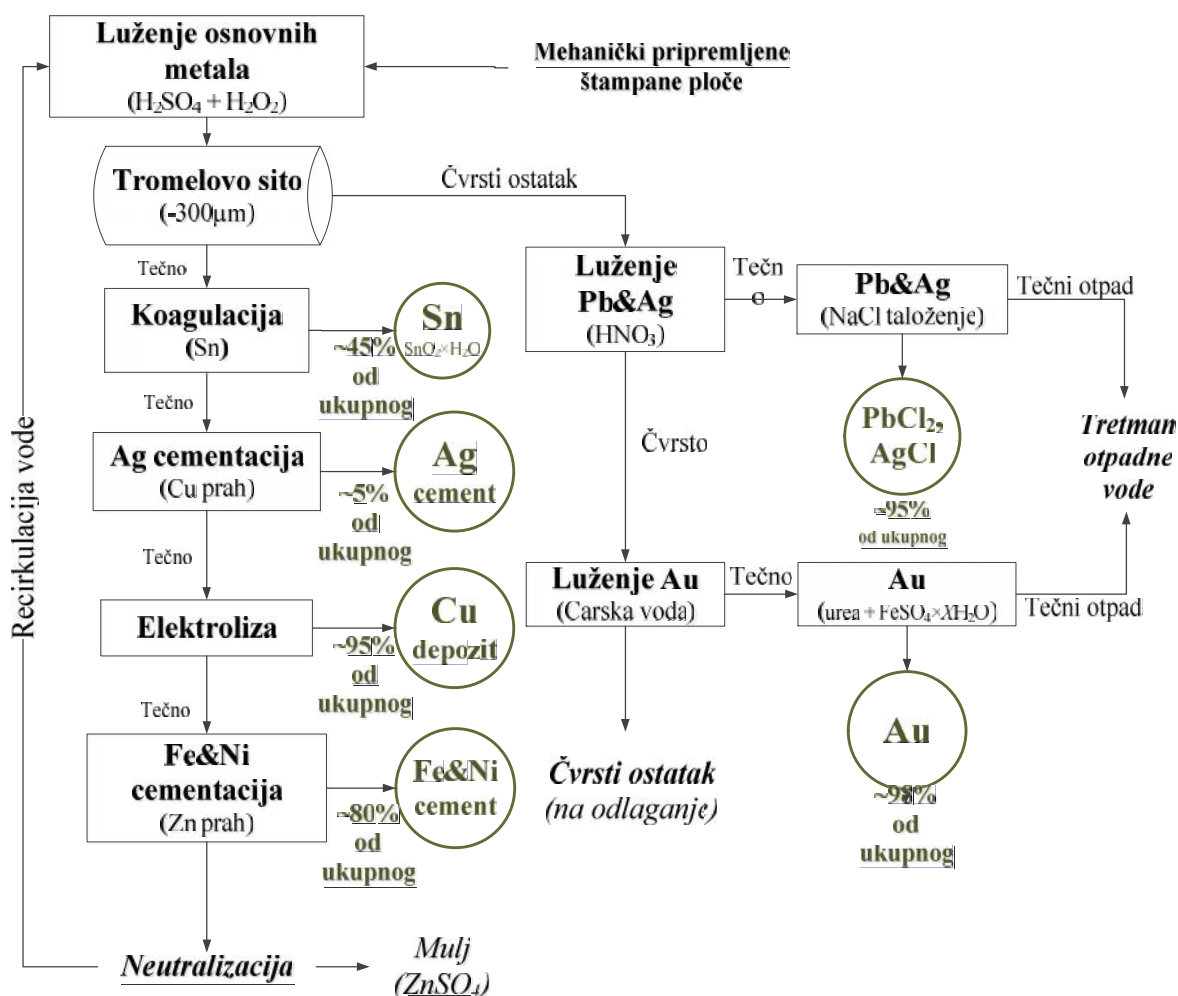 Luženje osnovnih
metala
(H₂SO₄ + H₂O₂)
Mehanički pripremljene
štampane ploče
Tromelovo sito
(-300µm)
Čvrsti ostatak
Tečno
Koagulacija
(Sn)
Sn
SnO₂×H₂O
~45%
od
ukupnog
Tečno
Ag cementacija
(Cu prah)
Ag
cement
~5%
od
ukupnog
Tečno
Elektroliza
Cu
depozit
~95%
od
ukupnog
Tečno
Fe&Ni
cementacija
(Zn prah)
Fe&Ni
cement
~80%
od
ukupnog
Neutralizacija
Mulj
(ZnSO₄)
Recirkulacija vode
Luženje
Pb&Ag
(HNO₃)
Tečn
o
Pb&Ag
(NaCl taloženje)
Tečni otpad
PbCl₂,
AgCl
~95%
od ukupnog
Čvrsto
Tretman
otpadne
vode
Luženje Au
(Carska voda)
Tečno
Au
(urea + FeSO₄×XH₂O)
Tečni otpad
Au
~98%
od
ukupnog
Čvrsti ostatak
(na odlaganje)